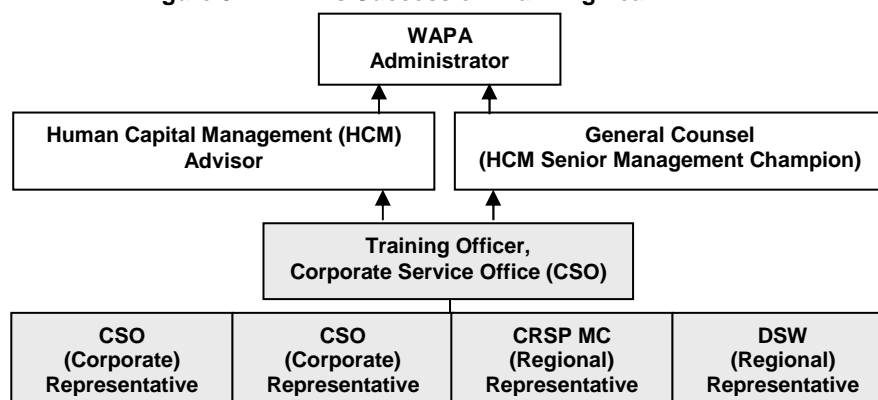 WAPA
Administrator
Human Capital Management (HCM)
Advisor
General Counsel
(HCM Senior Management Champion)
Training Officer,
Corporate Service Office (CSO)
CSO
(Corporate)
Representative
CSO
(Corporate)
Representative
CRSP MC
(Regional)
Representative
DSW
(Regional)
Representative